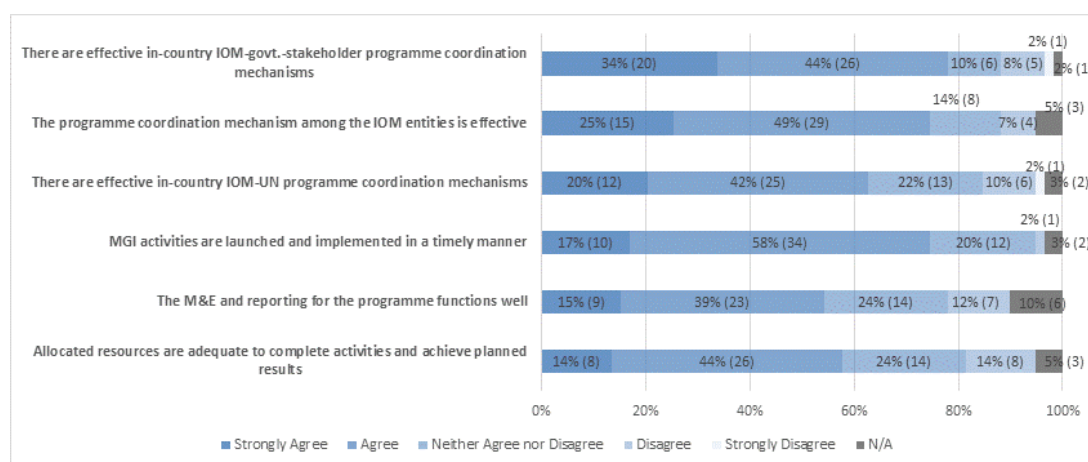 There are effective in-country IOM-govt.-stakeholder programme coordination
mechanisms
34% (20) 44% (26) 10% (6) 8% (5) 2% (1) 2% (1
The programme coordination mechanism among the IOM entities is effective
25% (15) 49% (29) 14% (8) 7% (4) 5% (3)
There are effective in-country IOM-UN programme coordination mechanisms
20% (12) 42% (25) 22% (13) 10% (6) 2% (1) 3% (2)
MGI activities are launched and implemented in a timely manner
17% (10) 58% (34) 20% (12) 2% (1) 3% (2)
The M&E and reporting for the programme functions well
15% (9) 39% (23) 24% (14) 12% (7) 10% (6)
Allocated resources are adequate to complete activities and achieve planned
results
14% (8) 44% (26) 24% (14) 14% (8) 5% (3)
0% 20% 40% 60% 80% 100%
Strongly Agree Agree Neither Agree nor Disagree Disagree Strongly Disagree N/A